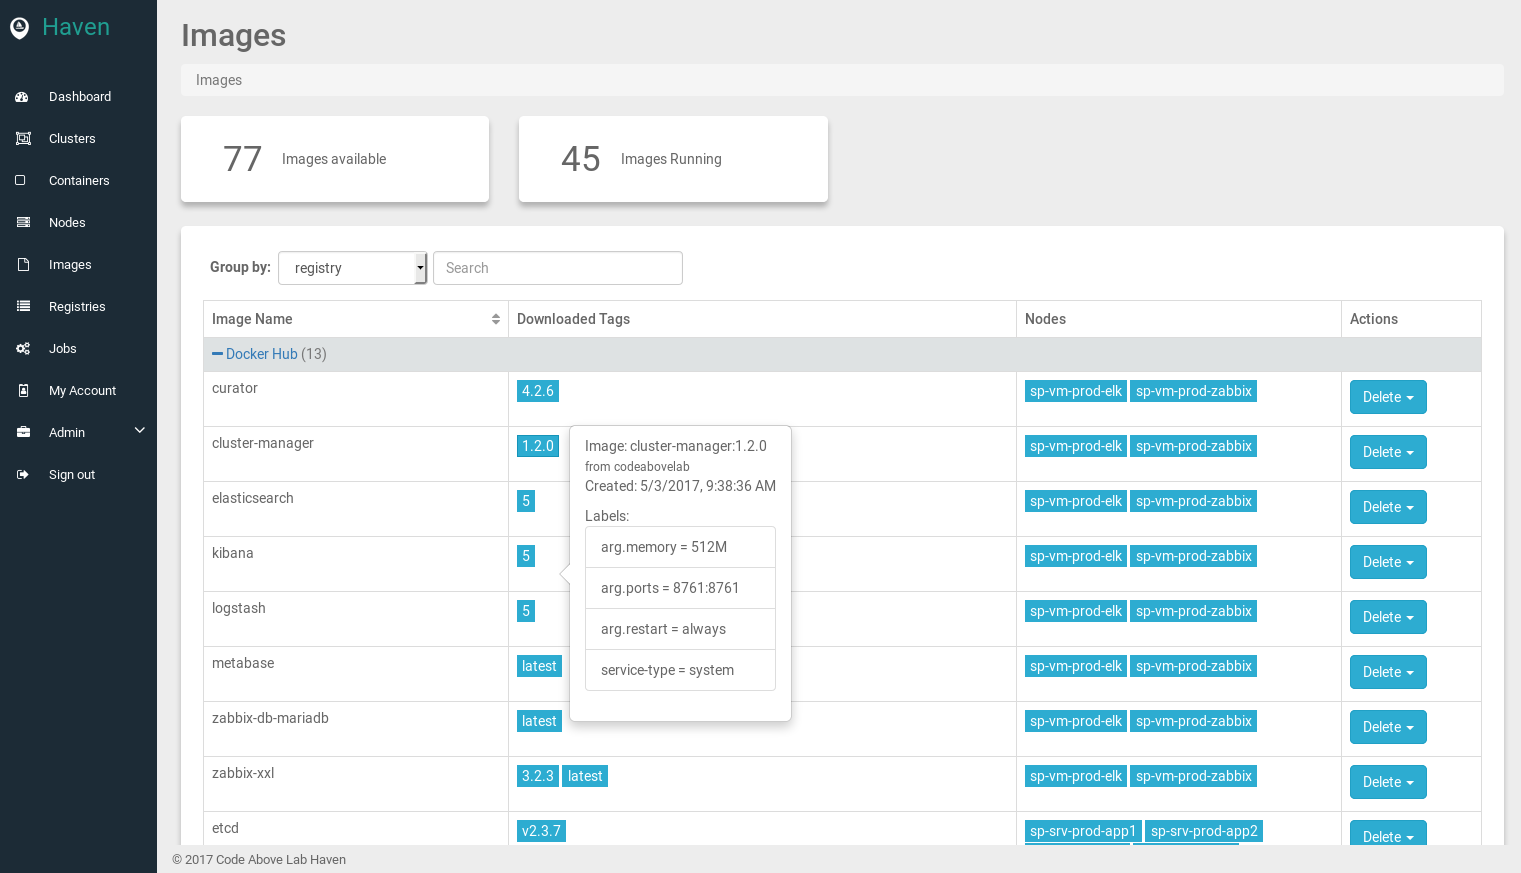 Haven
Dashboard
Clusters
Containers
Nodes
Images
Registries
Jobs
My Account
Admin
Sign out
Images
Images
77 Images available
45 Images Running
Group by: registry Search
Image Name Downloaded Tags Nodes Actions
Docker Hub (13)
curator 4.2.6 sp-vm-prod-elk sp-vm-prod-zabbix Delete
cluster-manager 1.2.0 sp-vm-prod-elk sp-vm-prod-zabbix Delete
elasticsearch 5 sp-vm-prod-elk sp-vm-prod-zabbix Delete
kibana 5 sp-vm-prod-elk sp-vm-prod-zabbix Delete
logstash 5 sp-vm-prod-elk sp-vm-prod-zabbix Delete
metabase latest sp-vm-prod-elk sp-vm-prod-zabbix Delete
zabbix-db-mariadb latest sp-vm-prod-elk sp-vm-prod-zabbix Delete
zabbix-xxl 3.2.3 latest sp-vm-prod-elk sp-vm-prod-zabbix Delete
etcd v2.3.7 sp-srv-prod-app1 sp-srv-prod-app2 Delete
Image: cluster-manager:1.2.0
from codeabovelab
Created: 5/3/2017, 9:38:36 AM
Labels:
arg.memory = 512M
arg.ports = 8761:8761
arg.restart = always
service-type = system
© 2017 Code Above Lab Haven